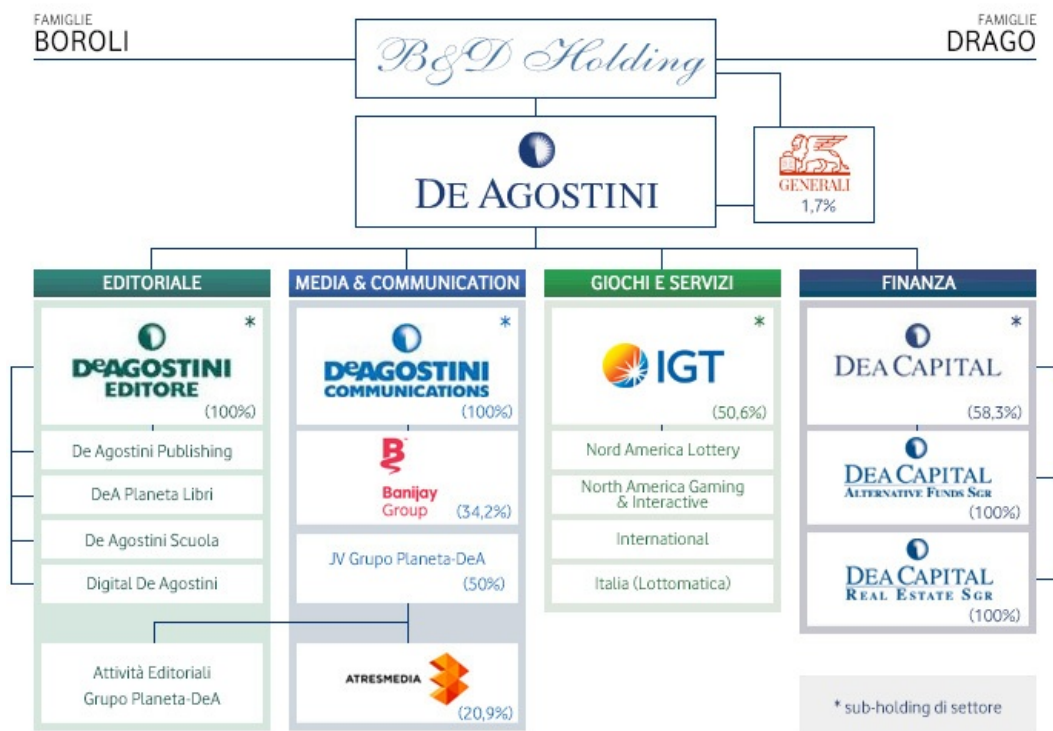 FAMIGLIE
BOROLI
FAMIGLIE
DRAGO
B&D Holding
DE AGOSTINI
GENERALI
1,7%
EDITORIALE
*
DeAGOSTINI
EDITORE
(100%)
De Agostini Publishing
DeA Planeta Libri
De Agostini Scuola
Digital De Agostini
Attività Editoriali
Grupo Planeta-DeA
MEDIA & COMMUNICATION
*
DeAGOSTINI
COMMUNICATIONS
(100%)
Banijay
Group
(34,2%)
JV Grupo Planeta-DeA
(50%)
ATRESMEDIA
(20,9%)
GIOCHI E SERVIZI
*
IGT
(50,6%)
Nord America Lottery
North America Gaming
& Interactive
International
Italia (Lottomatica)
FINANZA
*
DEA CAPITAL
(58,3%)
DEA CAPITAL
ALTERNATIVE FUNDS SGR
(100%)
DEA CAPITAL
REAL ESTATE SGR
(100%)
* sub-holding di settore